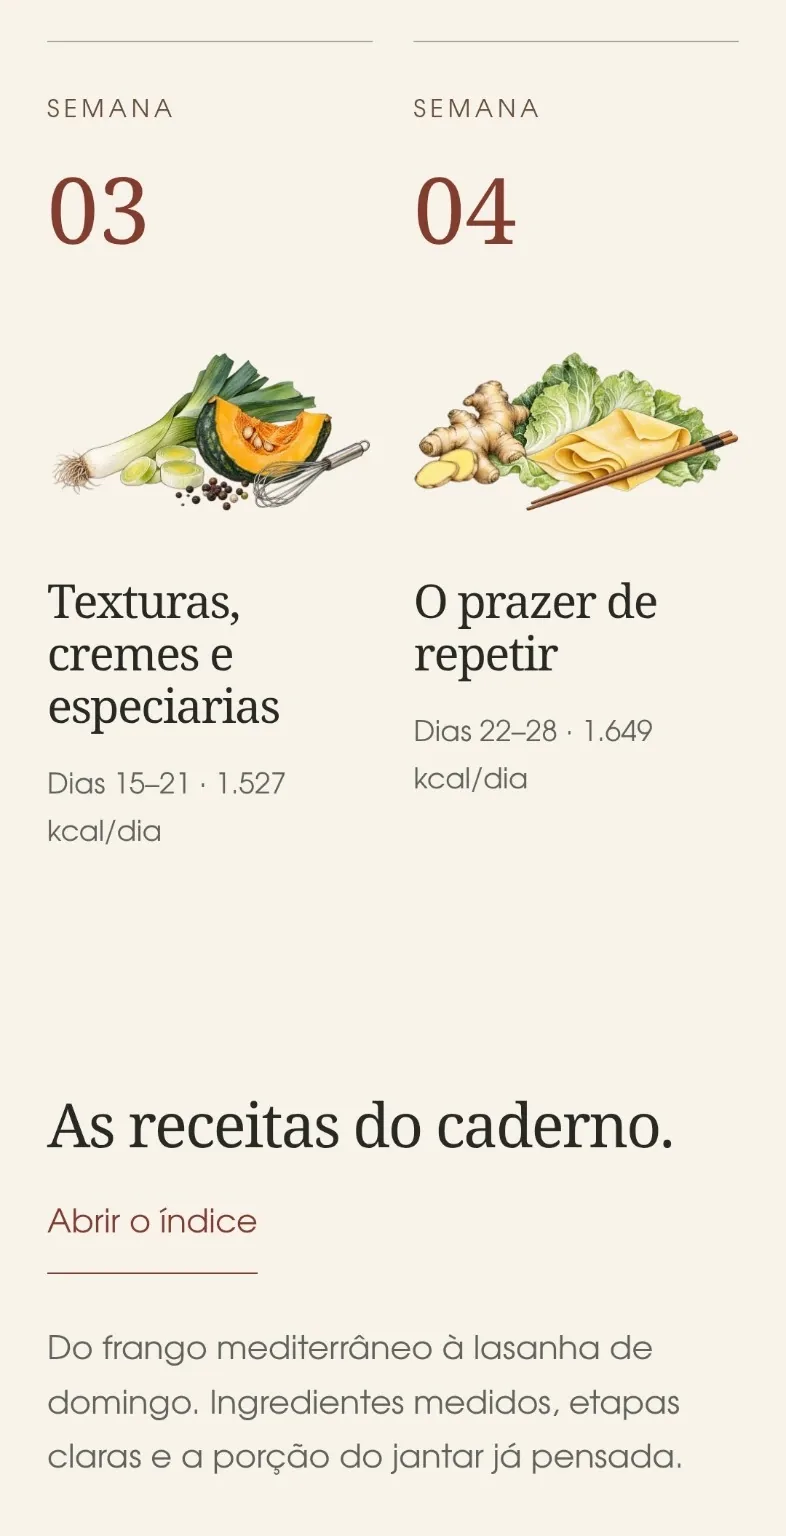 SEMANA
03
Texturas,
cremes e
especiarias
Dias 15–21 · 1.527
kcal/dia
SEMANA
04
O prazer de
repetir
Dias 22–28 · 1.649
kcal/dia
As receitas do caderno.
Abrir o índice
Do frango mediterrâneo à lasanha de
domingo. Ingredientes medidos, etapas
claras e a porção do jantar já pensada.